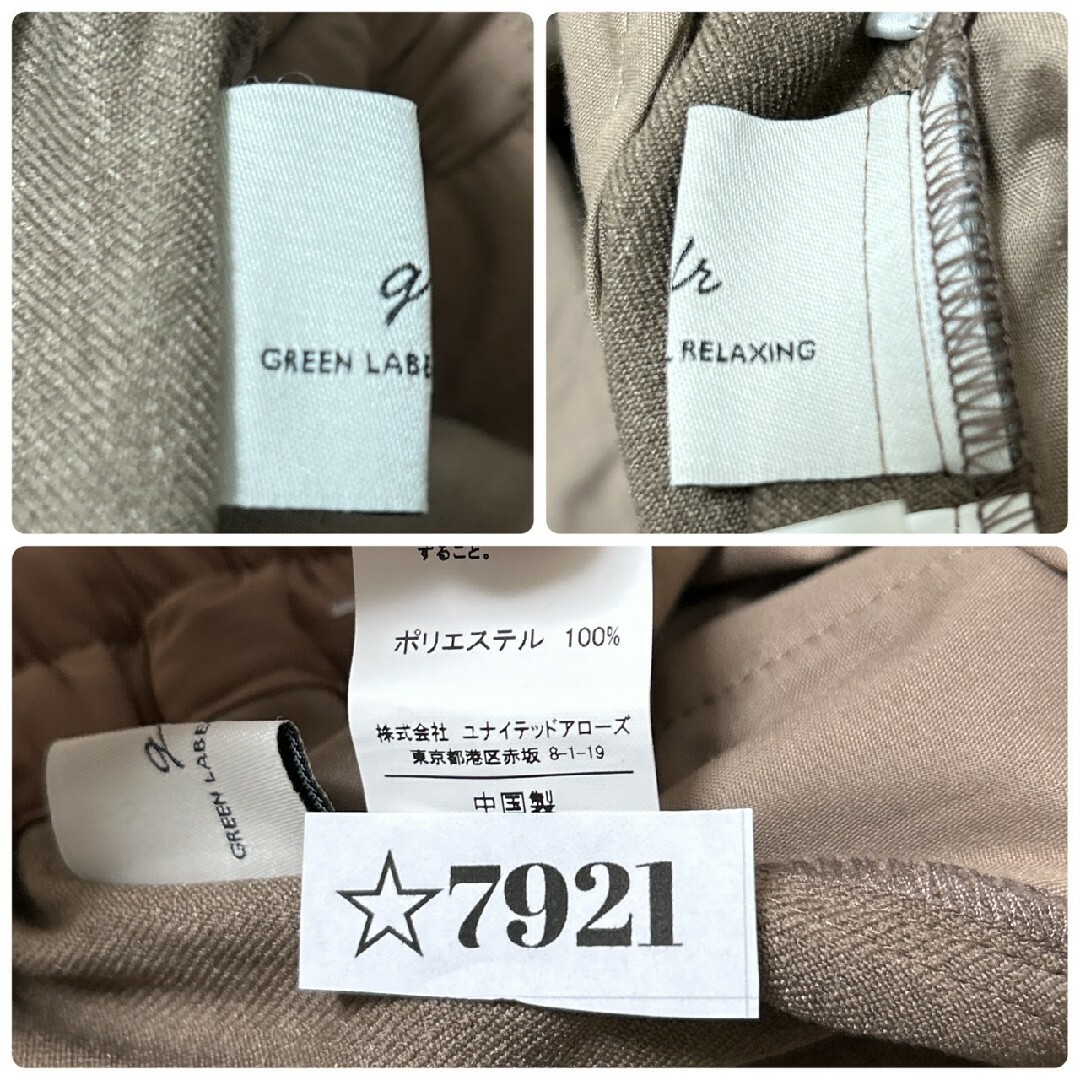 g
GREEN LABE
lr
L RELAXING
すること。
ポリエステル 100%
株式会社 ユナイテッドアローズ
東京都港区赤坂 8-1-19
中国製
g
GREEN LABE
☆7921